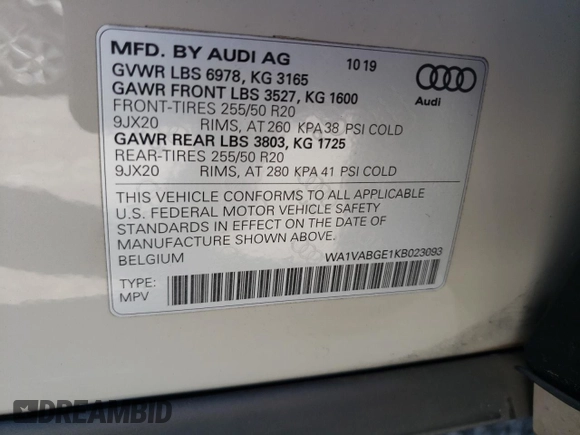 MFD. BY AUDI AG 10 19
GVWR LBS 6978, KG 3165
GAWR FRONT LBS 3527, KG 1600
FRONT-TIRES 255/50 R20
9JX20 RIMS, AT 260 KPA 38 PSI COLD
GAWR REAR LBS 3803, KG 1725
REAR-TIRES 255/50 R20
9JX20 RIMS, AT 280 KPA 41 PSI COLD
Audi
THIS VEHICLE CONFORMS TO ALL APPLICABLE
U.S. FEDERAL MOTOR VEHICLE SAFETY
STANDARDS IN EFFECT ON THE DATE OF
MANUFACTURE SHOWN ABOVE.
BELGIUM
WA1VABGE1KB023093
TYPE:
MPV
DREAMBID